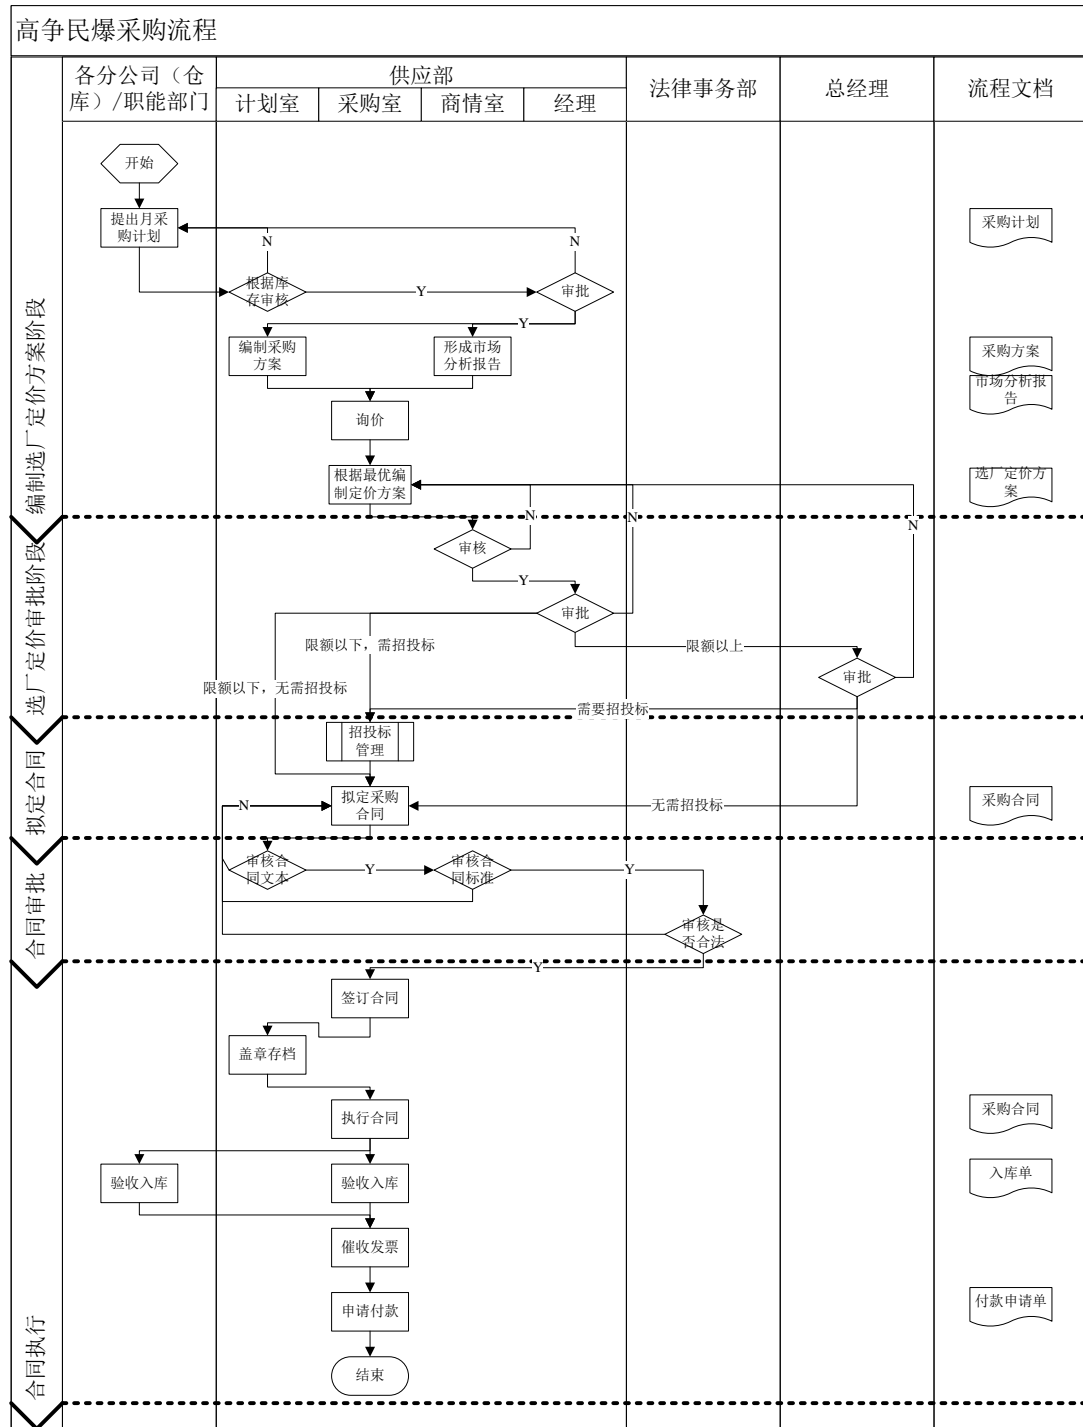 高争民爆采购流程
各分公司（仓
库）/职能部门
供应部
计划室
采购室
商情室
经理
法律事务部
总经理
流程文档
编制选厂定价方案阶段
开始
提出月采
购计划
采购计划
N
N
根据库
存审核
Y
审批
Y
编制采购
方案
形成市场
分析报告
采购方案
市场分析报
告
询价
根据最优编
制定价方案
选厂定价方
案
N
N
N
选厂定价审批阶段
审核
Y
审批
限额以下，需招投标
限额以上
审批
限额以下，无需招投标
需要招投标
拟定合同
招投标
管理
N
拟定采购
合同
无需招投标
采购合同
合同审批
审核合
同文本
Y
审核合
同标准
Y
审核是
否合法
Y
合同执行
签订合同
盖章存档
执行合同
采购合同
验收入库
验收入库
入库单
催收发票
申请付款
付款申请单
结束